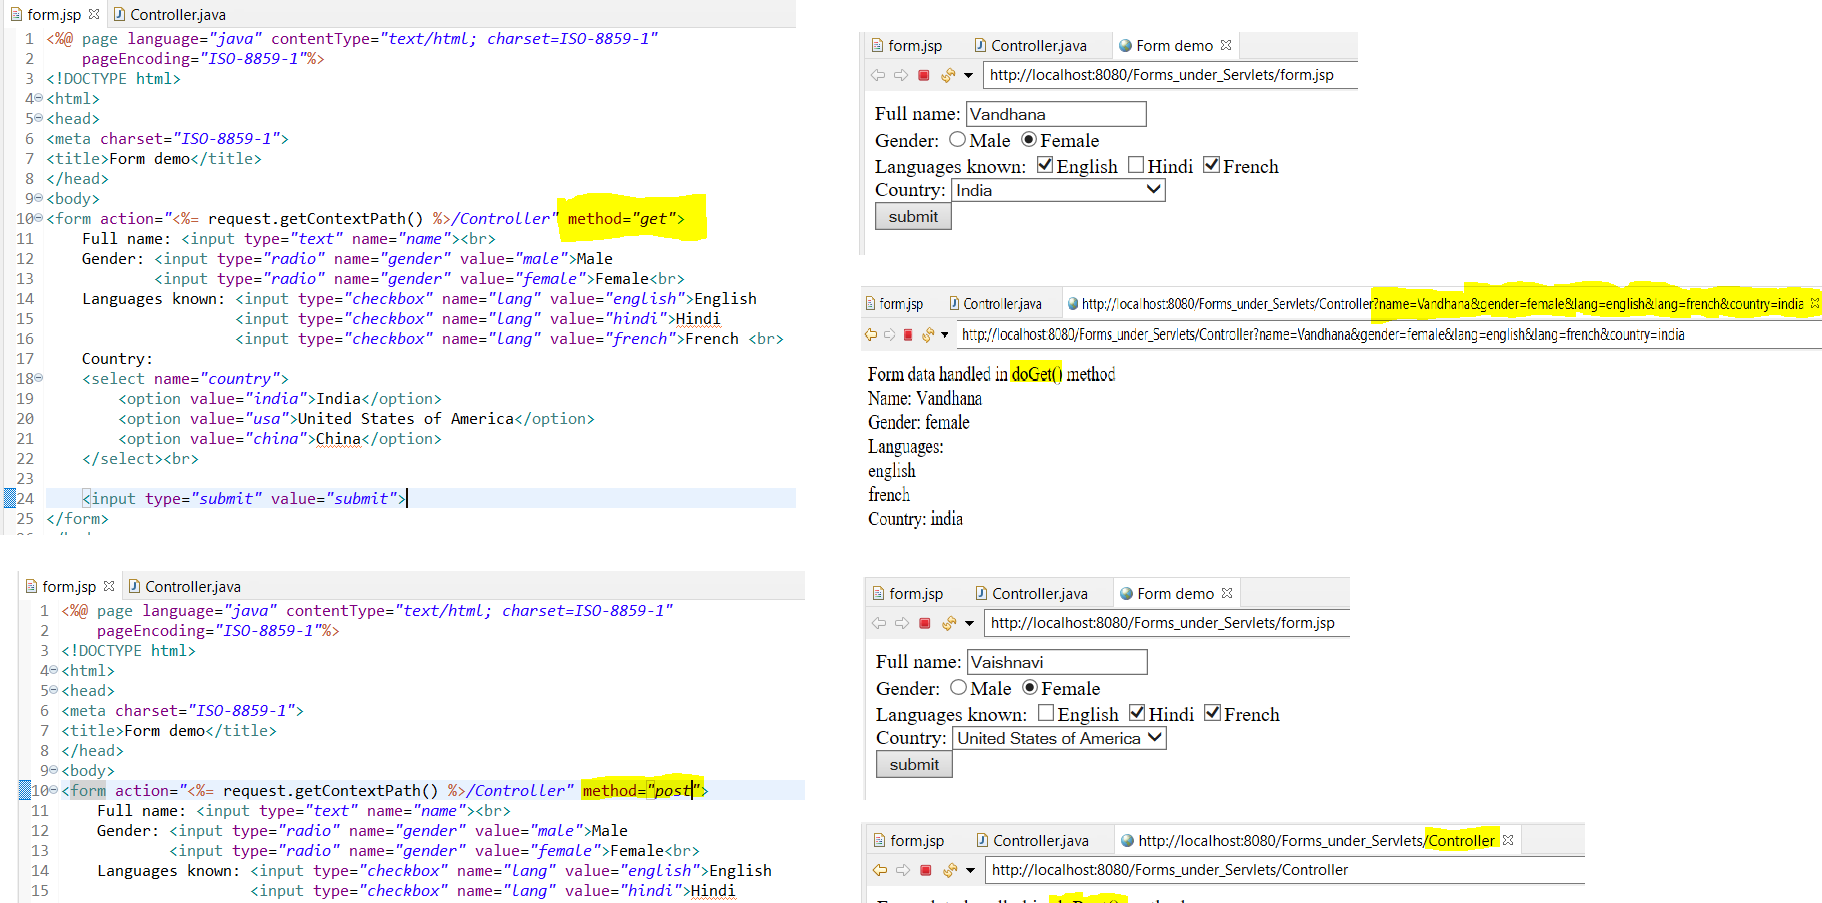 form.jsp Controller.java
1 <%@ page language="java" contentType="text/html; charset=ISO-8859-1"
2 pageEncoding="ISO-8859-1"%>
3 <!DOCTYPE html>
4 <html>
5 <head>
6 <meta charset="ISO-8859-1">
7 <title>Form demo</title>
8 </head>
9 <body>
10 <form action="<%= request.getContextPath() %>/Controller" method="get">
11 Full name: <input type="text" name="name"><br>
12 Gender: <input type="radio" name="gender" value="male">Male
13 <input type="radio" name="gender" value="female">Female<br>
14 Languages known: <input type="checkbox" name="lang" value="english">English
15 <input type="checkbox" name="lang" value="hindi">Hindi
16 <input type="checkbox" name="lang" value="french">French <br>
17 Country:
18 <select name="country">
19 <option value="india">India</option>
20 <option value="usa">United States of America</option>
21 <option value="china">China</option>
22 </select><br>
23
24 <input type="submit" value="submit">
25 </form>
form.jsp Controller.java Form demo
http://localhost:8080/Forms_under_Servlets/form.jsp
Full name: Vandhana
Gender: Male Female
Languages known: English Hindi French
Country: India
submit
form.jsp Controller.java http://localhost:8080/Forms_under_Servlets/Controller?name=Vandhana&gender=female&lang=english&lang=french&country=india
http://localhost:8080/Forms_under_Servlets/Controller?name=Vandhana&gender=female&lang=english&lang=french&country=india
Form data handled in doGet() method
Name: Vandhana
Gender: female
Languages:
english
french
Country: india
form.jsp Controller.java
1 <%@ page language="java" contentType="text/html; charset=ISO-8859-1"
2 pageEncoding="ISO-8859-1"%>
3 <!DOCTYPE html>
4 <html>
5 <head>
6 <meta charset="ISO-8859-1">
7 <title>Form demo</title>
8 </head>
9 <body>
10 <form action="<%= request.getContextPath() %>/Controller" method="post">
11 Full name: <input type="text" name="name"><br>
12 Gender: <input type="radio" name="gender" value="male">Male
13 <input type="radio" name="gender" value="female">Female<br>
14 Languages known: <input type="checkbox" name="lang" value="english">English
15 <input type="checkbox" name="lang" value="hindi">Hindi
form.jsp Controller.java Form demo
http://localhost:8080/Forms_under_Servlets/form.jsp
Full name: Vaishnavi
Gender: Male Female
Languages known: English Hindi French
Country: United States of America
submit
form.jsp Controller.java http://localhost:8080/Forms_under_Servlets/Controller
http://localhost:8080/Forms_under_Servlets/Controller